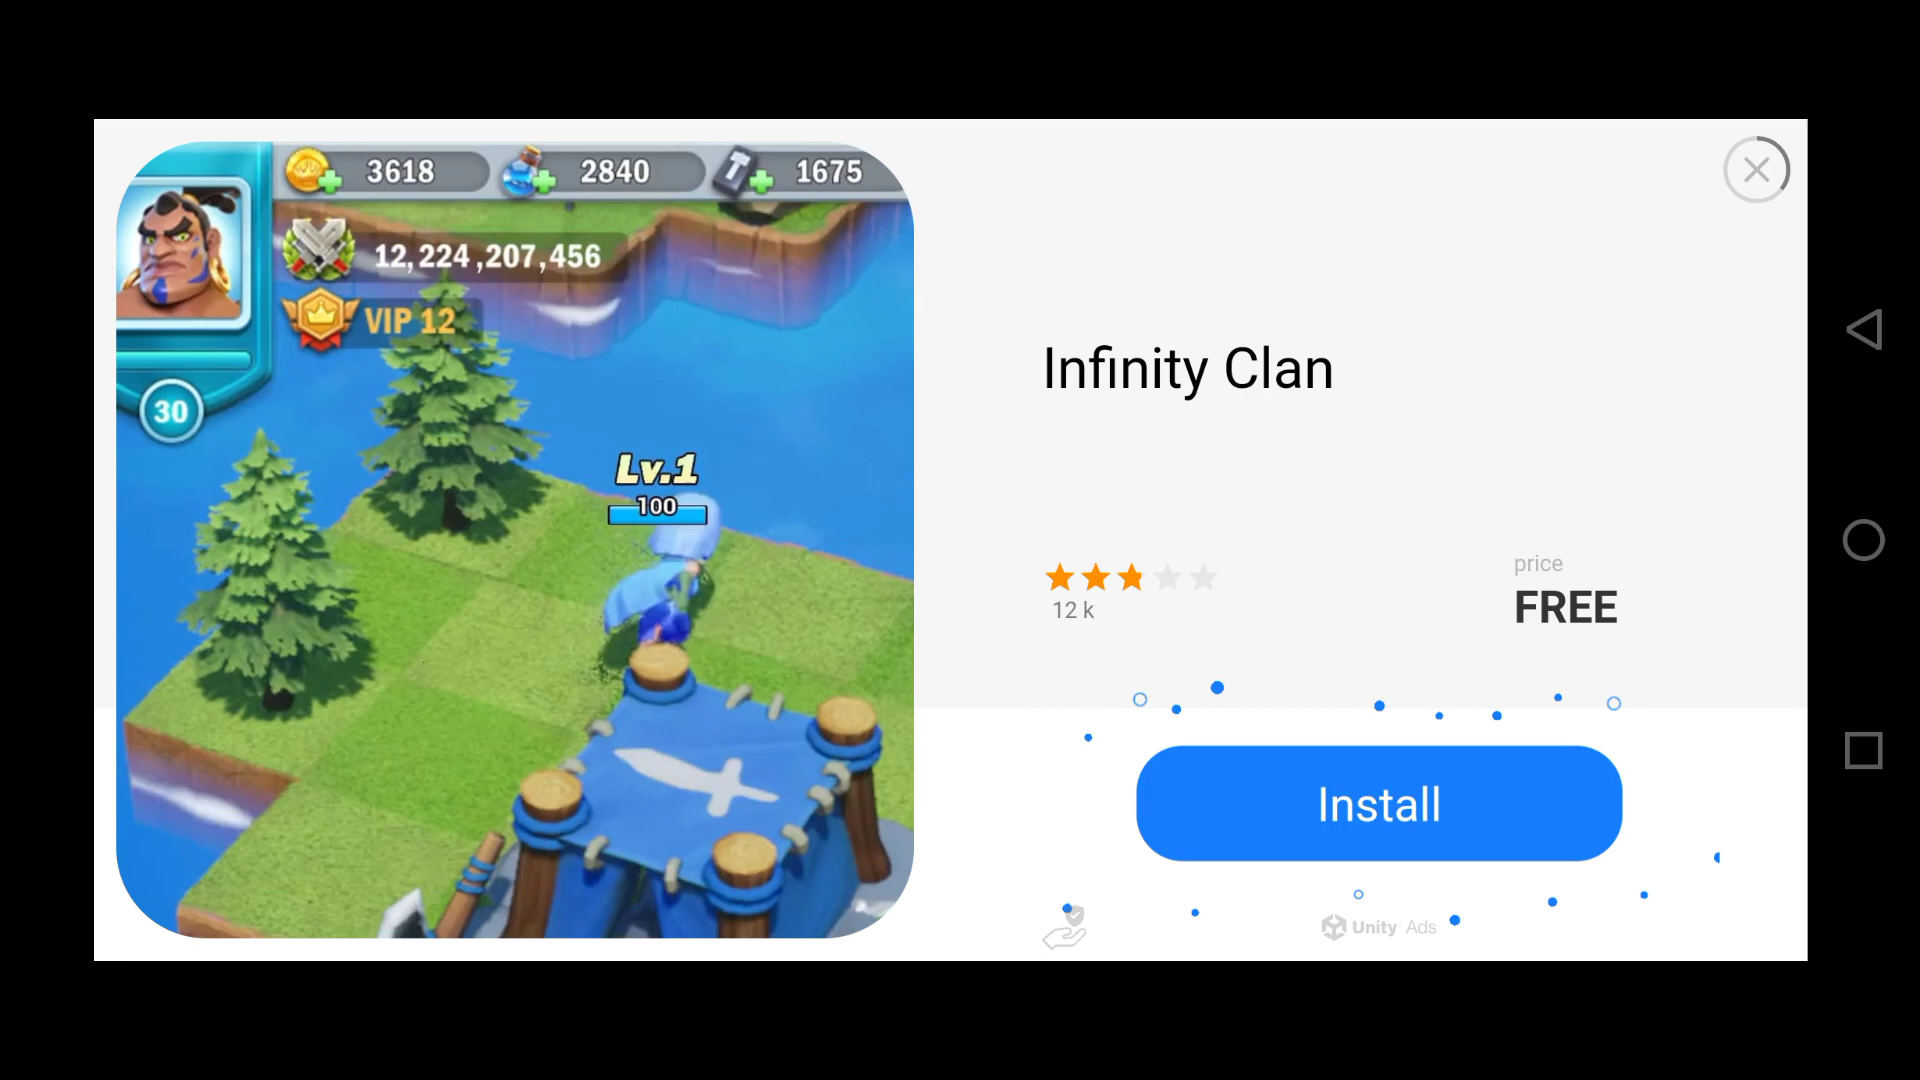 3618
2840
1675
12,224,207,456
VIP 12
30
Lv.1
100
Infinity Clan
12 k
price
FREE
Install
Unity Ads